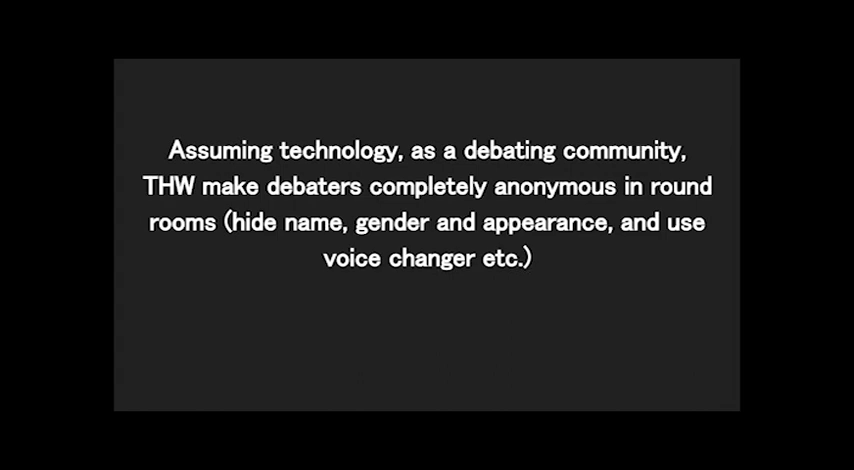 Assuming technology, as a debating community,
THW make debaters completely anonymous in round
rooms (hide name, gender and appearance, and use
voice changer etc.)